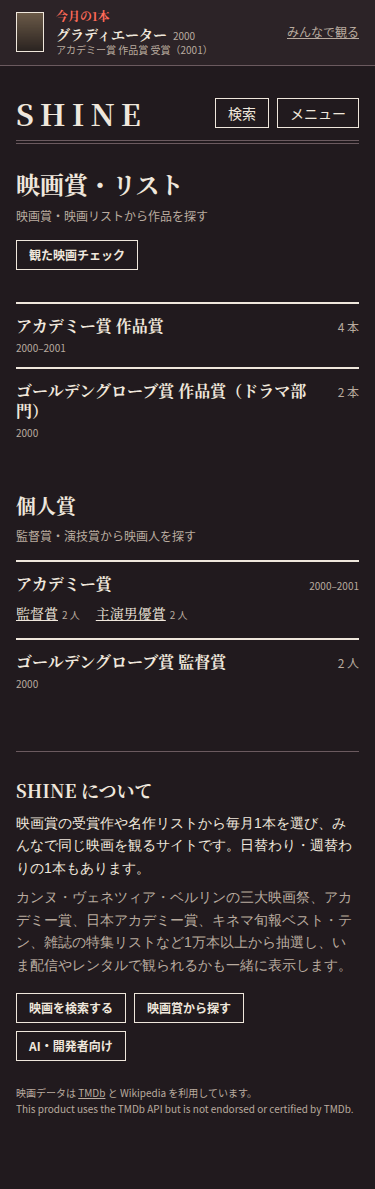 今月の1本
グラディエーター 2000
アカデミー賞 作品賞 受賞（2001）
みんなで観る
SHINE
検索
メニュー
映画賞・リスト
映画賞・映画リストから作品を探す
観た映画チェック
アカデミー賞 作品賞 4 本
2000–2001
ゴールデングローブ賞 作品賞（ドラマ部 2 本
門）
2000
個人賞
監督賞・演技賞から映画人を探す
アカデミー賞 2000–2001
監督賞 2 人 主演男優賞 2 人
ゴールデングローブ賞 監督賞 2 人
2000
SHINE について
映画賞の受賞作や名作リストから毎月1本を選び、み
んなで同じ映画を観るサイトです。日替わり・週替わ
りの1本もあります。
カンヌ・ヴェネツィア・ベルリンの三大映画祭、アカ
デミー賞、日本アカデミー賞、キネマ旬報ベスト・テ
ン、雑誌の特集リストなど1万本以上から抽選し、い
ま配信やレンタルで観られるかも一緒に表示します。
映画を検索する
映画賞から探す
AI・開発者向け
映画データは TMDb と Wikipedia を利用しています。
This product uses the TMDb API but is not endorsed or certified by TMDb.